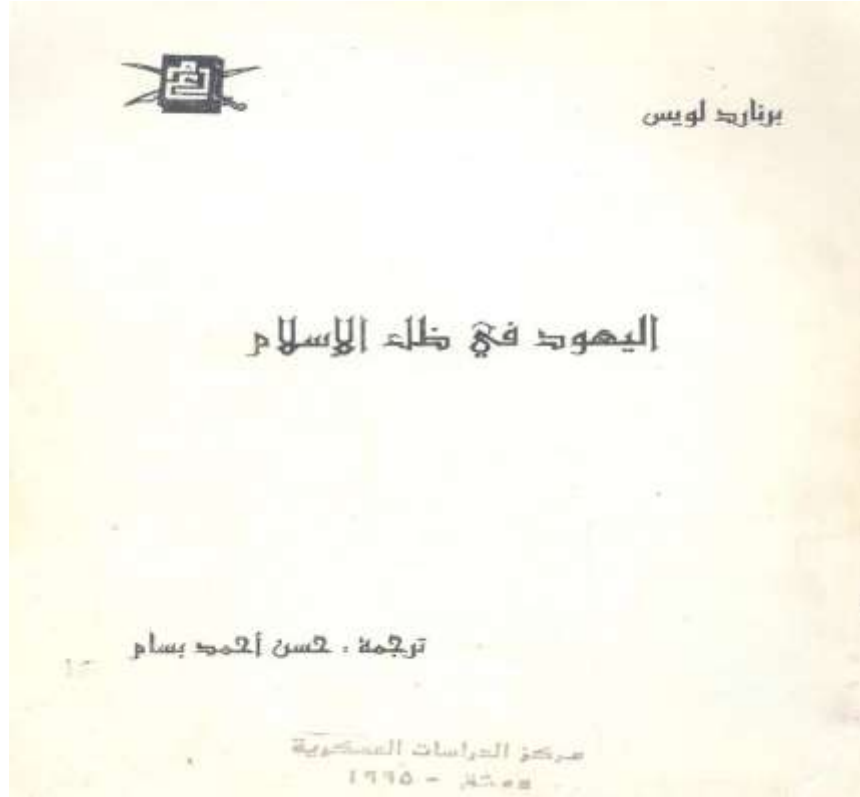 برنارد لويس
اليهود في ظل الإسلام
ترجمة : حسن أحمد بسام
مركز الدراسات العسكرية
دمشق - ١٩٩٥